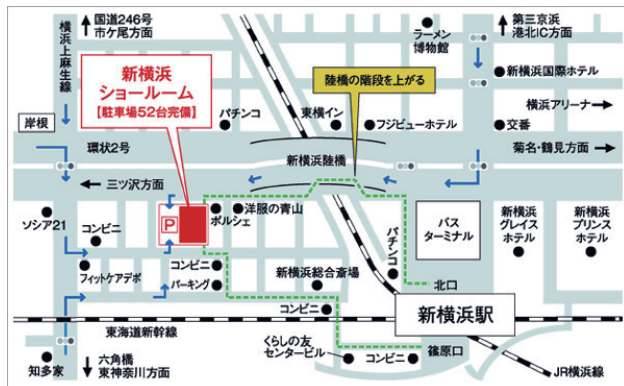 国道246号
市ケ尾方面
横浜上麻生線
第三京浜
港北IC方面
ラーメン
博物館
陸橋の階段を上がる
新横浜国際ホテル
新横浜
ショールーム
【駐車場52台完備】
横浜アリーナ
岸根
パチンコ
東横イン
フジビューホテル
交番
環状2号
新横浜陸橋
菊名・鶴見方面
三ツ沢方面
ソシア21
コンビニ
P
ポルシェ
洋服の青山
パチンコ
バス
ターミナル
新横浜
グレイス
ホテル
新横浜
プリンス
ホテル
フィットケアデポ
コンビニ
パーキング
新横浜総合斎場
北口
コンビニ
新横浜駅
東海道新幹線
くらしの友
センタービル
コンビニ
篠原口
知多家
六角橋
東神奈川方面
JR横浜線